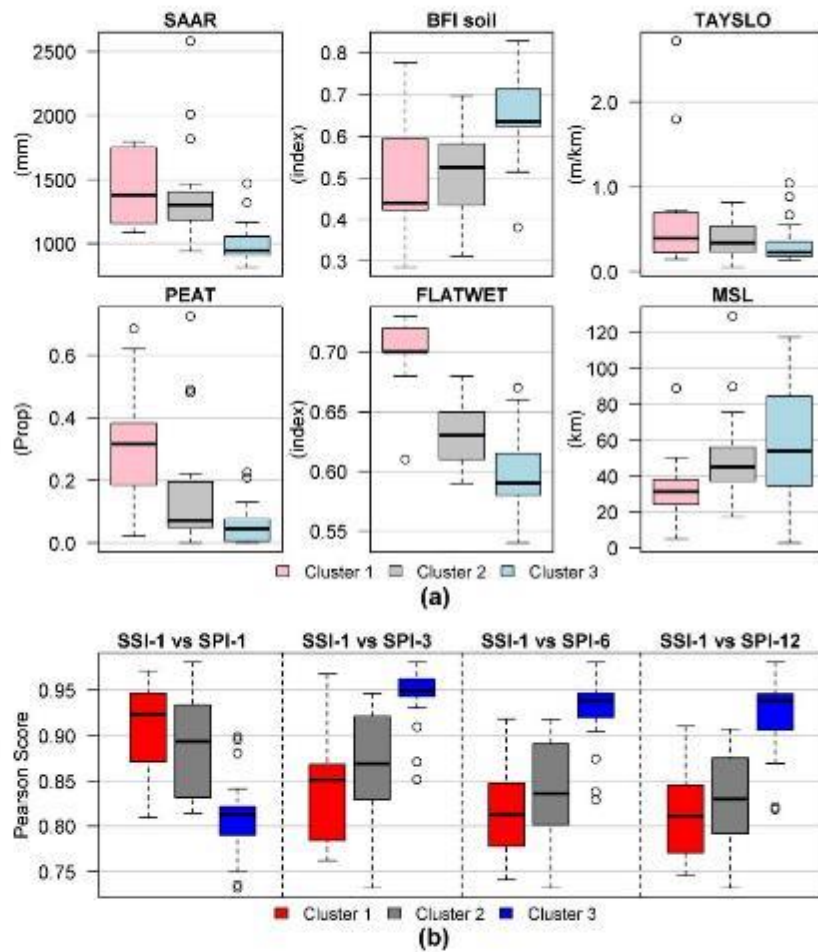 SAAR BFI soil TAYSLO
(mm) 2500 2000 1500 1000
(index) 0.8 0.7 0.6 0.5 0.4 0.3
(m/km) 2.0 1.0 0.0
PEAT FLATWET MSL
(Prop) 0.6 0.4 0.2 0.0
(index) 0.70 0.65 0.60 0.55
(km) 120 100 80 60 40 20 0
Cluster 1 Cluster 2 Cluster 3
(a)
SSI-1 vs SPI-1 SSI-1 vs SPI-3 SSI-1 vs SPI-6 SSI-1 vs SPI-12
Pearson Score 0.95 0.90 0.85 0.80 0.75
Cluster 1 Cluster 2 Cluster 3
(b)